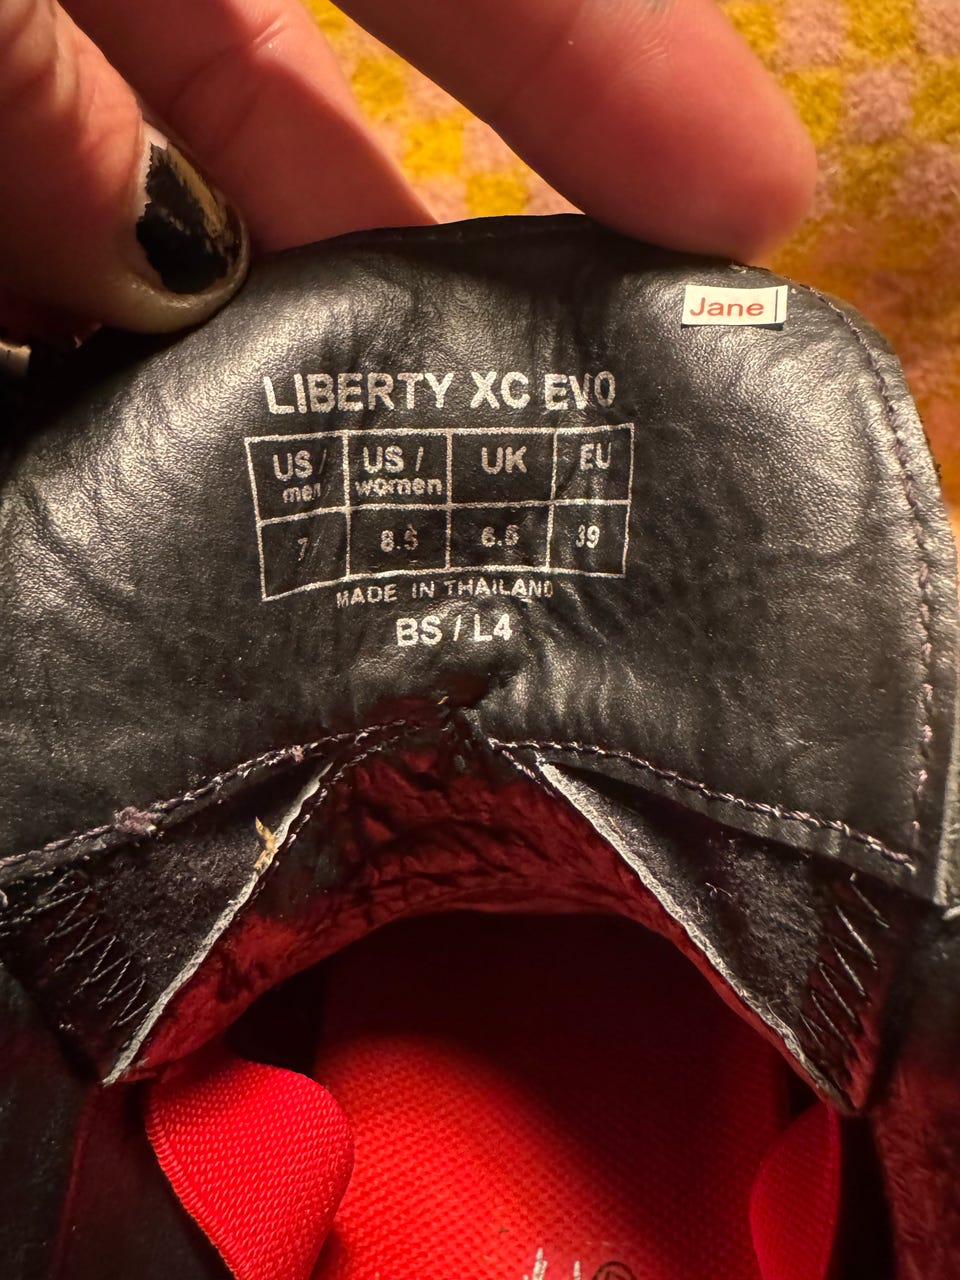 Jane
LIBERTY XC EVO
US / men US / women UK EU
7 8.5 6.5 39
MADE IN THAILAND
BS / L4